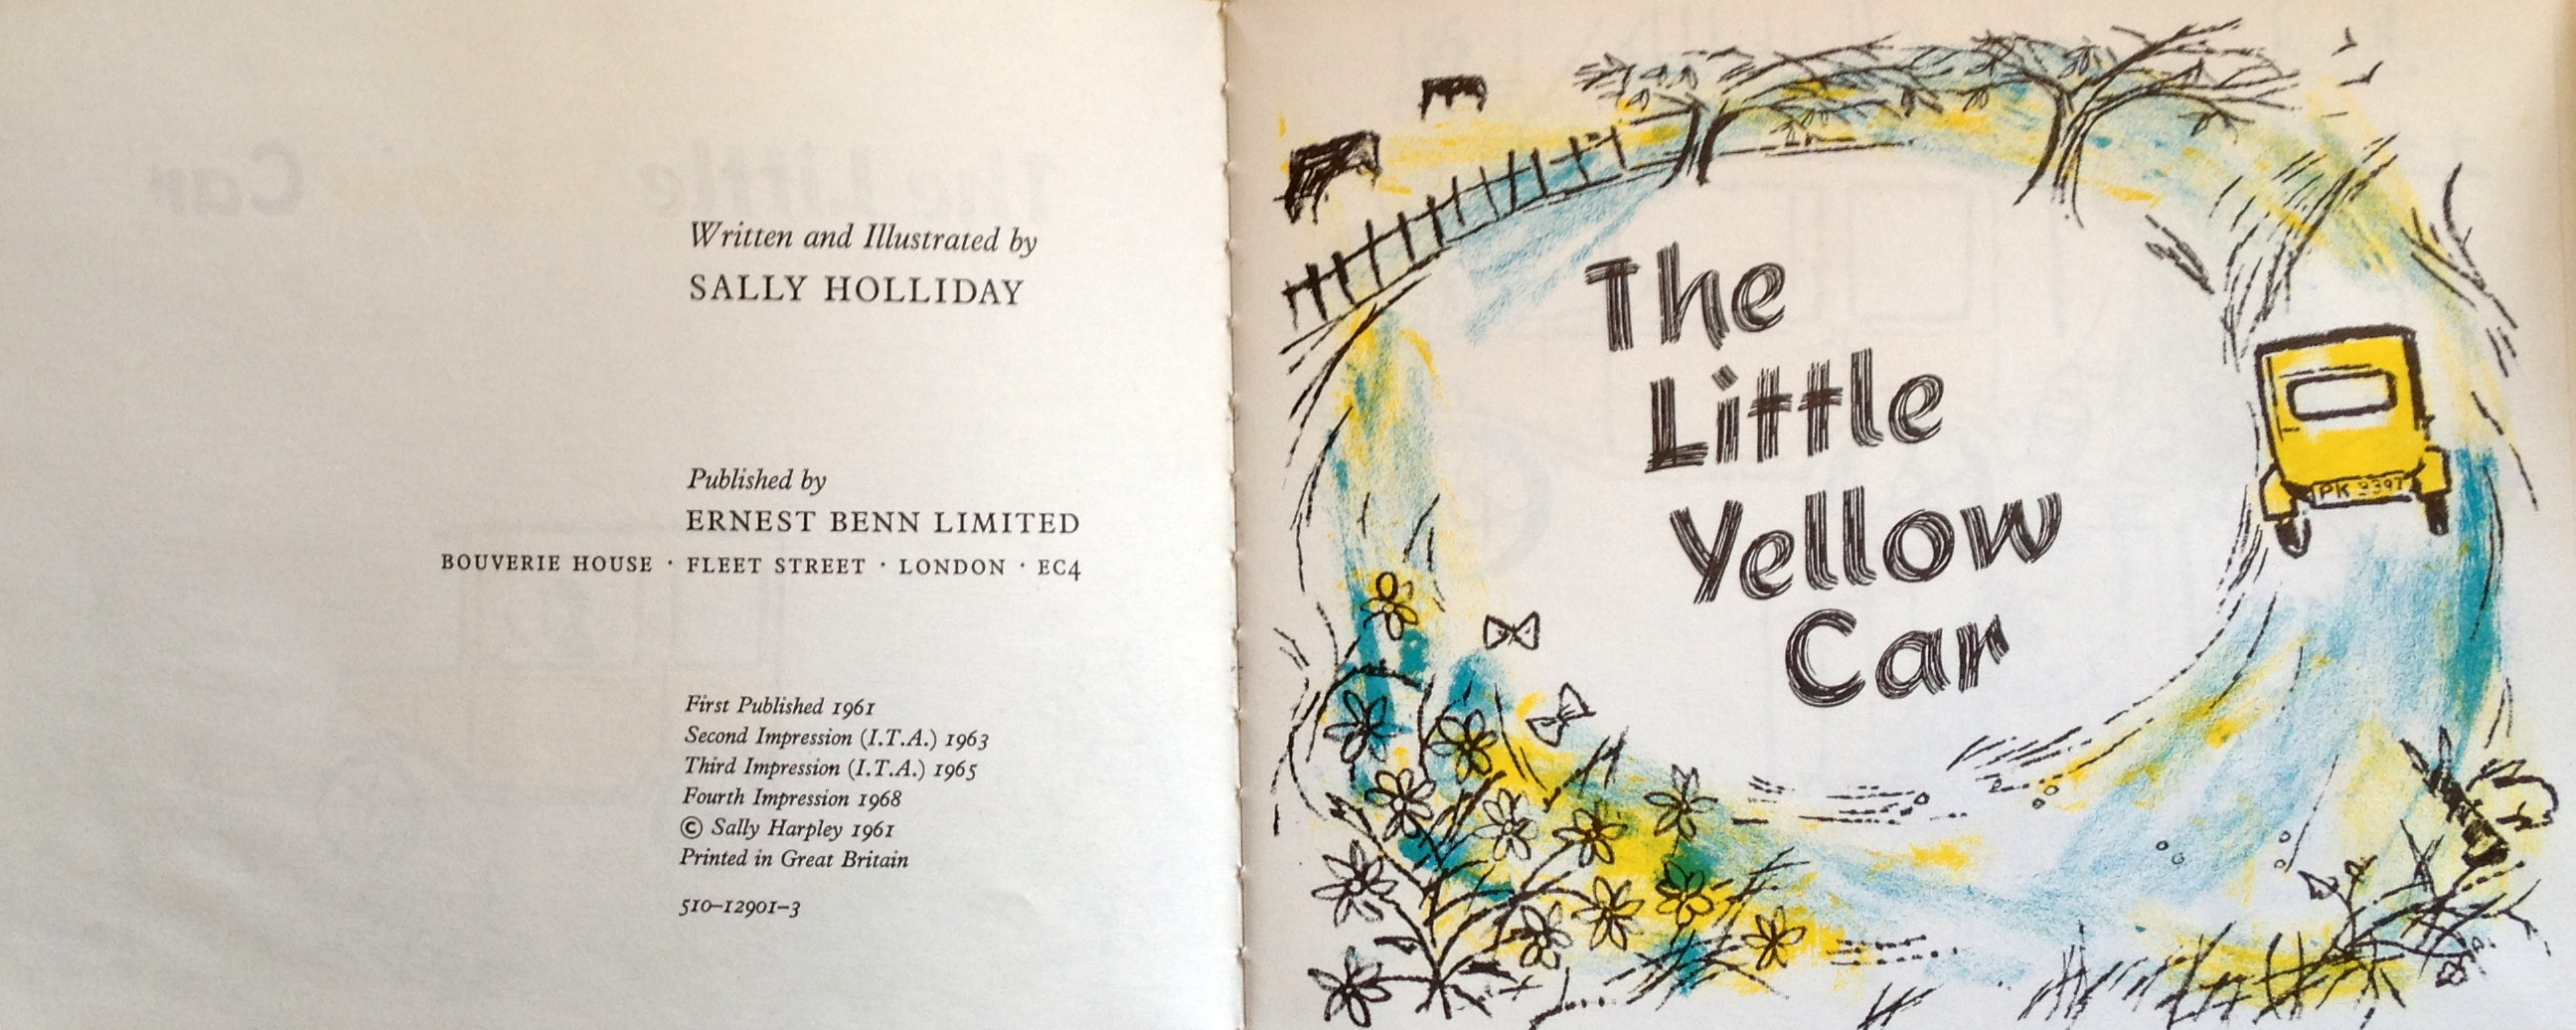 Written and Illustrated by
SALLY HOLLIDAY
Published by
ERNEST BENN LIMITED
BOUVERIE HOUSE · FLEET STREET · LONDON · EC4
First Published 1961
Second Impression (I.T.A.) 1963
Third Impression (I.T.A.) 1965
Fourth Impression 1968
© Sally Harpley 1961
Printed in Great Britain
510-12901-3
The
Little
Yellow
Car
PK 9397